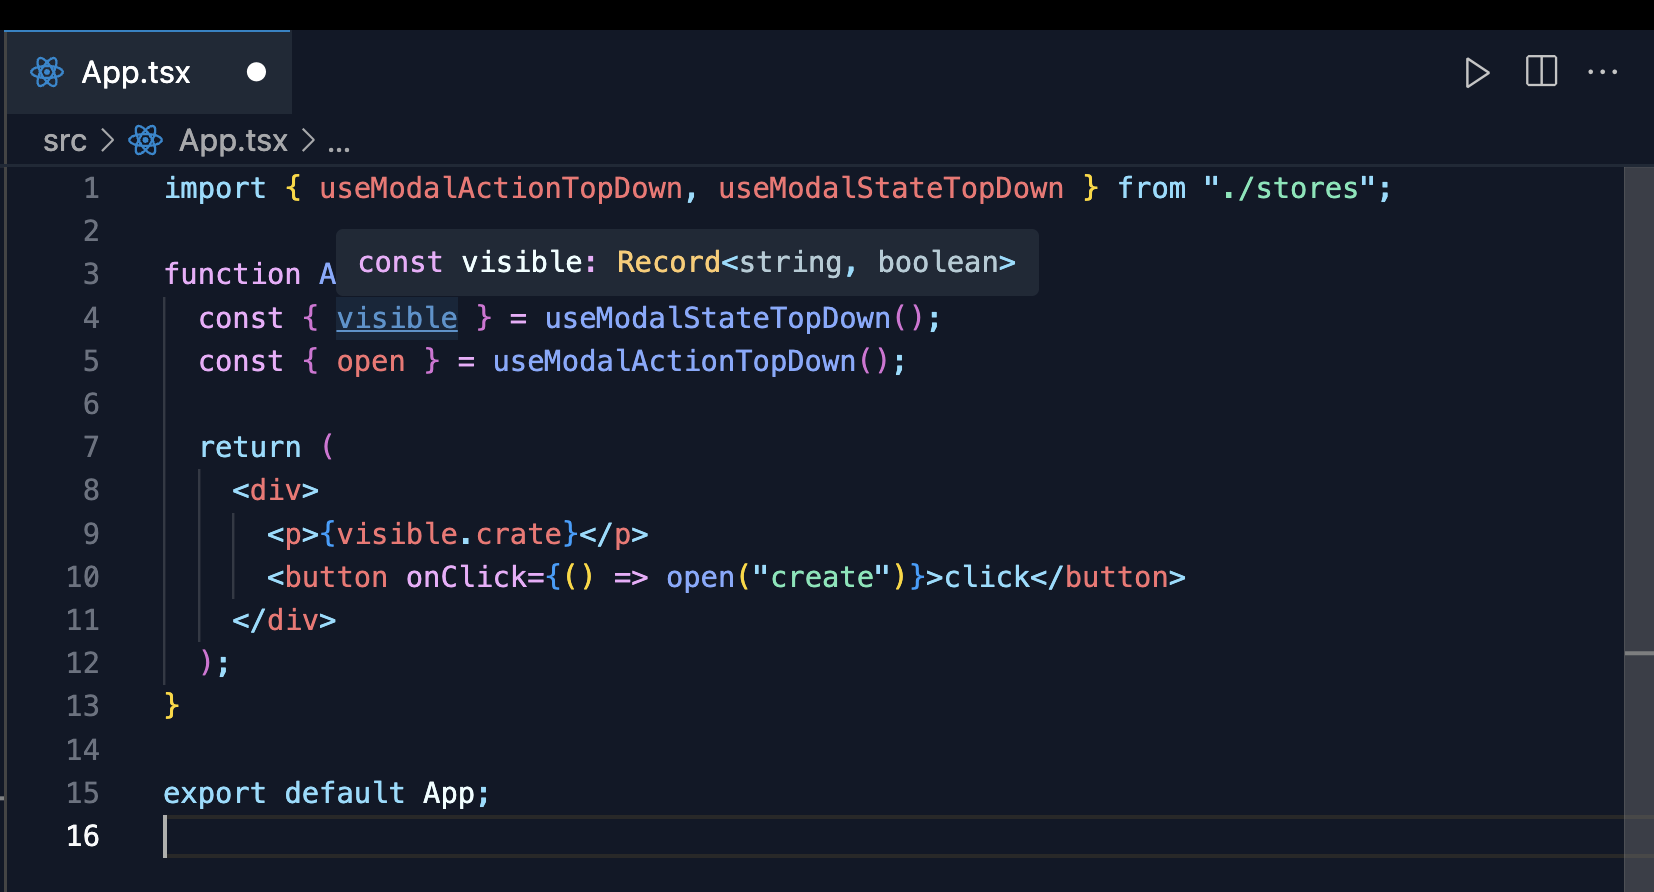 App.tsx
src > App.tsx > ...
1 import { useModalActionTopDown, useModalStateTopDown } from "./stores";
2
const visible: Record<string, boolean>
3 function A
4 const { visible } = useModalStateTopDown();
5 const { open } = useModalActionTopDown();
6
7 return (
8 <div>
9 <p>{visible.crate}</p>
10 <button onClick={() => open("create")}>click</button>
11 </div>
12 );
13 }
14
15 export default App;
16